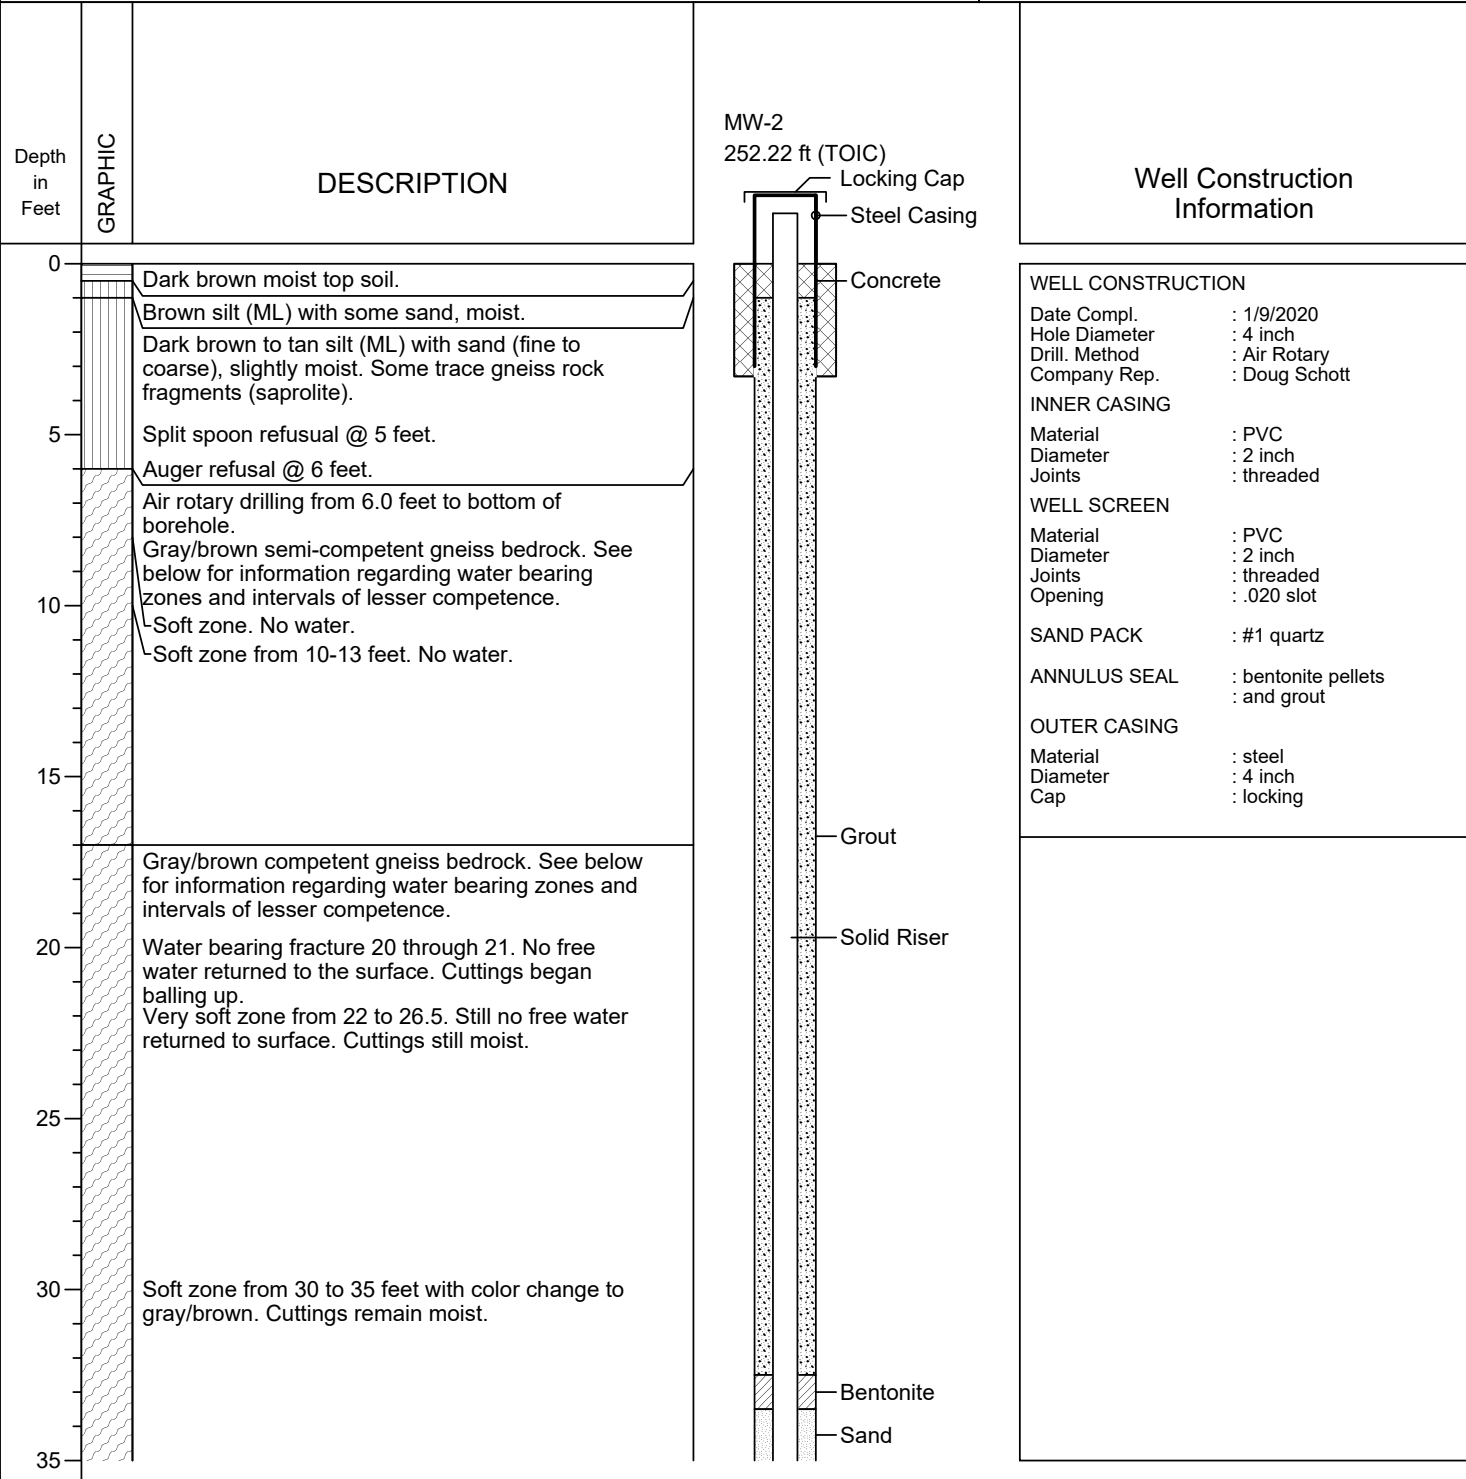 Depth
in
Feet
GRAPHIC
DESCRIPTION
MW-2
252.22 ft (TOIC)
Locking Cap
Steel Casing
Concrete
Grout
Solid Riser
Bentonite
Sand
Well Construction
Information
0
5
10
15
20
25
30
35
Dark brown moist top soil.
Brown silt (ML) with some sand, moist.
Dark brown to tan silt (ML) with sand (fine to
coarse), slightly moist. Some trace gneiss rock
fragments (saprolite).
Split spoon refusual @ 5 feet.
Auger refusal @ 6 feet.
Air rotary drilling from 6.0 feet to bottom of
borehole.
Gray/brown semi-competent gneiss bedrock. See
below for information regarding water bearing
zones and intervals of lesser competence.
Soft zone. No water.
Soft zone from 10-13 feet. No water.
Gray/brown competent gneiss bedrock. See below
for information regarding water bearing zones and
intervals of lesser competence.
Water bearing fracture 20 through 21. No free
water returned to the surface. Cuttings began
balling up.
Very soft zone from 22 to 26.5. Still no free water
returned to surface. Cuttings still moist.
Soft zone from 30 to 35 feet with color change to
gray/brown. Cuttings remain moist.
WELL CONSTRUCTION
Date Compl. : 1/9/2020
Hole Diameter : 4 inch
Drill. Method : Air Rotary
Company Rep. : Doug Schott
INNER CASING
Material : PVC
Diameter : 2 inch
Joints : threaded
WELL SCREEN
Material : PVC
Diameter : 2 inch
Joints : threaded
Opening : .020 slot
SAND PACK : #1 quartz
ANNULUS SEAL : bentonite pellets
: and grout
OUTER CASING
Material : steel
Diameter : 4 inch
Cap : locking